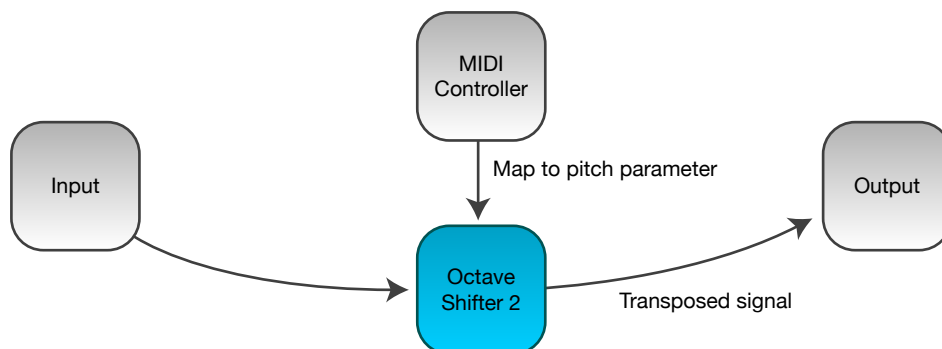 MIDI
Controller
Map to pitch parameter
Input
Output
Octave
Shifter 2
Transposed signal